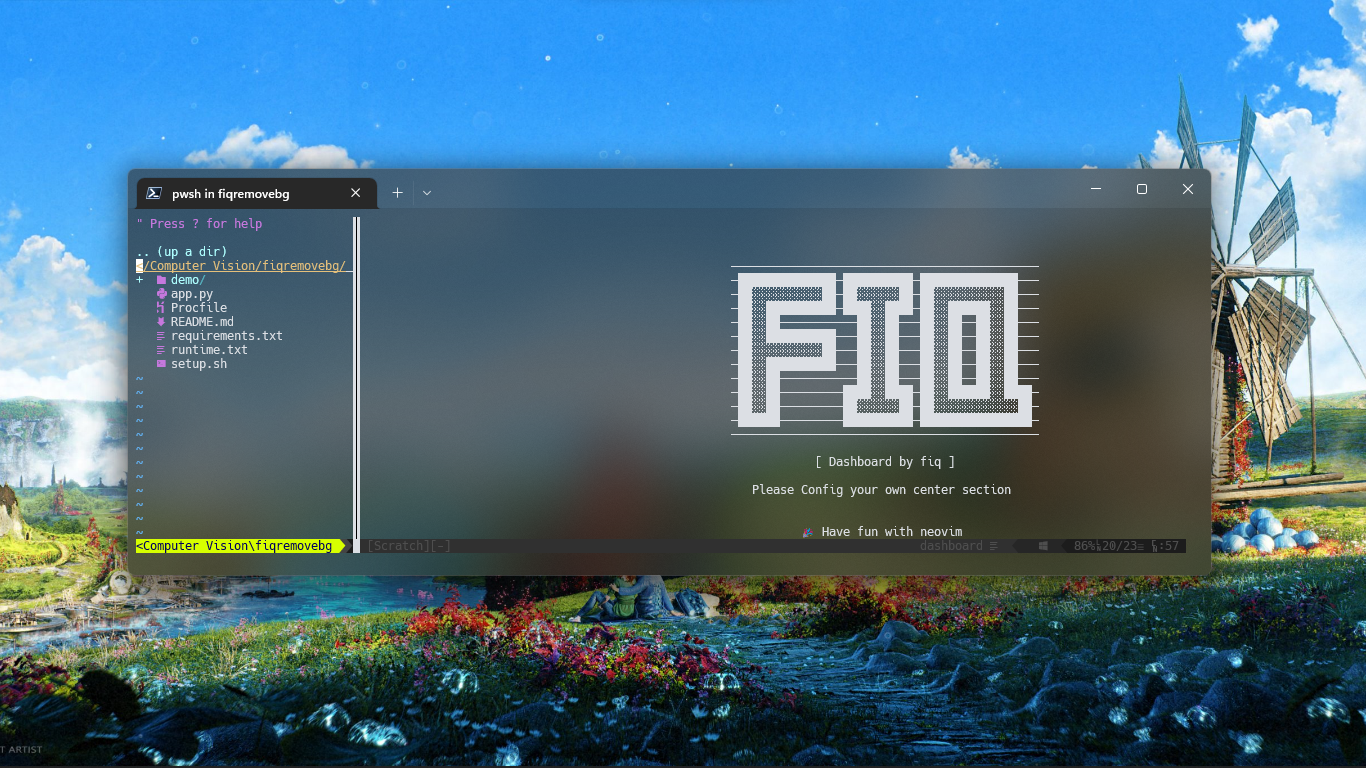 pwsh in fiqremovebg
" Press ? for help
.. (up a dir)
</Computer Vision/fiqremovebg/
+ demo/
app.py
Procfile
README.md
requirements.txt
runtime.txt
setup.sh
~
~
~
~
~
~
~
~
~
~
~
~
<Computer Vision\fiqremovebg
FIQ
[ Dashboard by fiq ]
Please Config your own center section
🎉 Have fun with neovim
[Scratch][-]
dashboard
86% 20/23 :57
T ARTIST